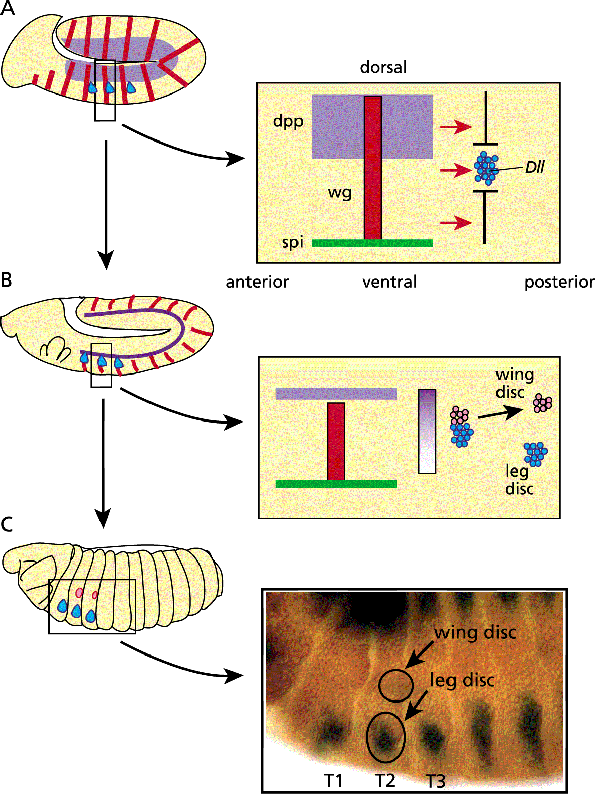 A
dorsal
dpp
Dll
wg
spi
anterior ventral posterior
B
wing
disc
leg
disc
C
wing disc
leg disc
T1 T2 T3